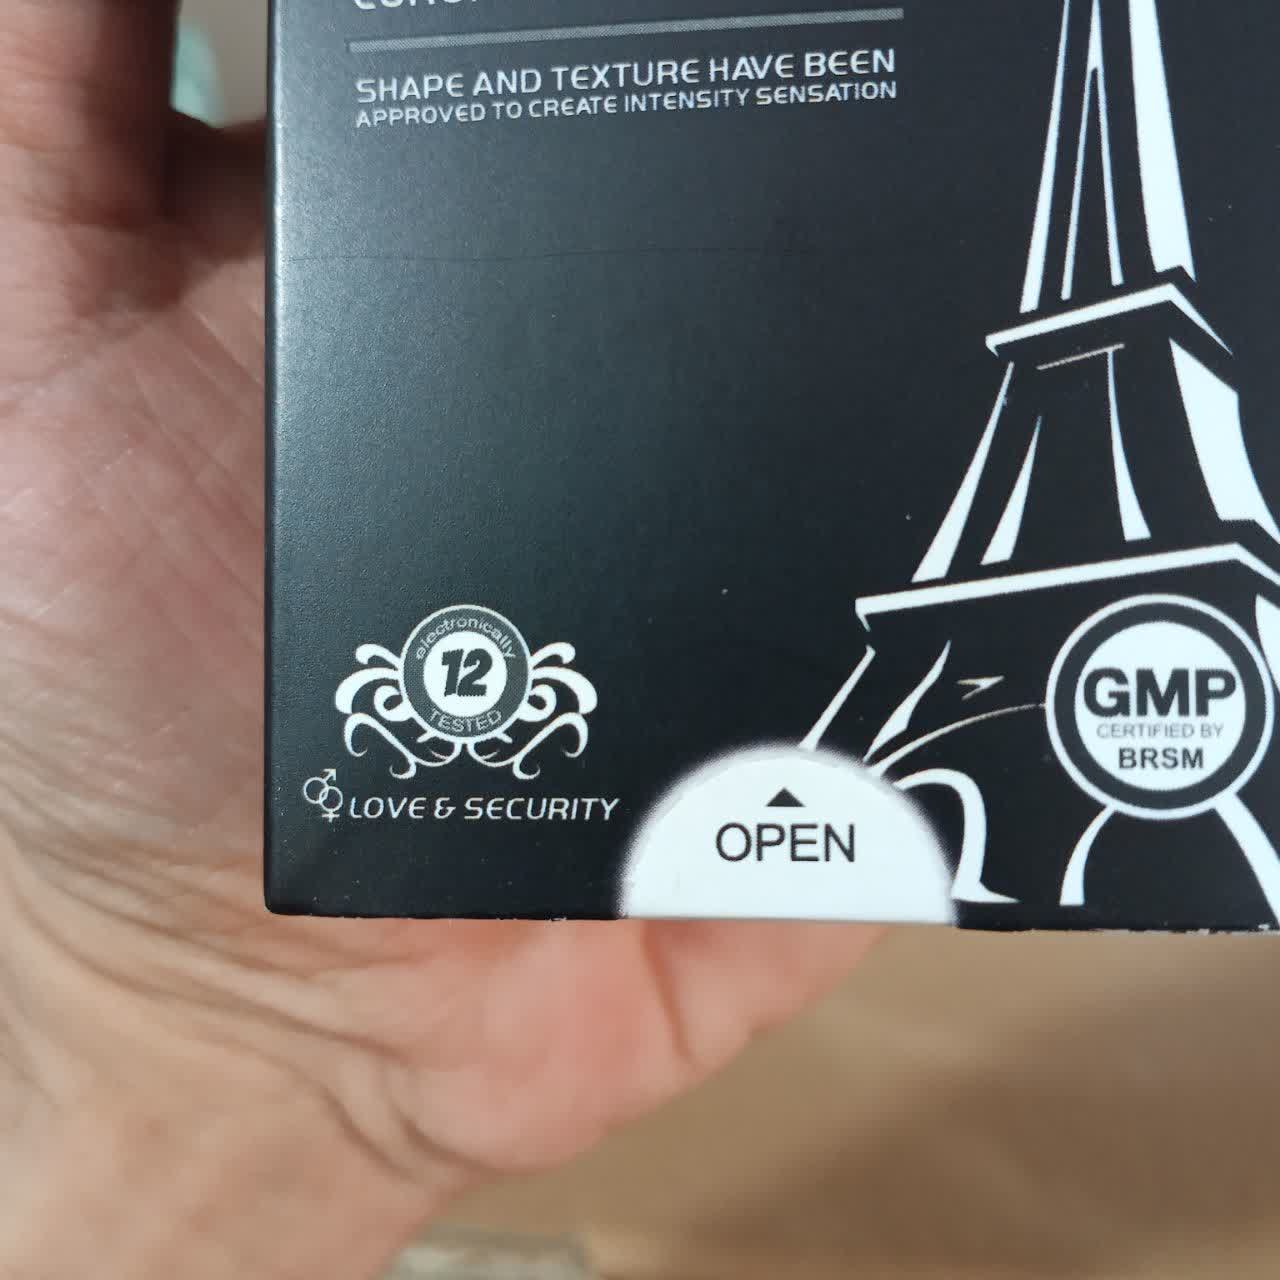 SHAPE AND TEXTURE HAVE BEEN
APPROVED TO CREATE INTENSITY SENSATION
electronically
12
TESTED
LOVE & SECURITY
OPEN
GMP
CERTIFIED BY
BRSM